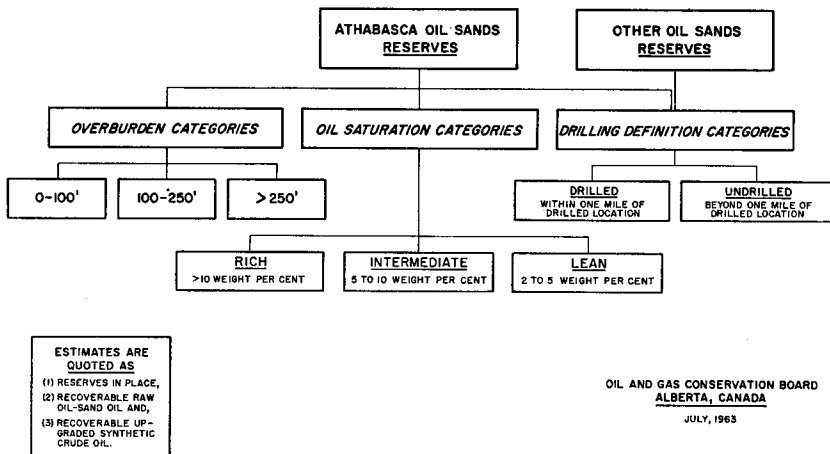 ATHABASCA OIL SANDS
RESERVES
OTHER OIL SANDS
RESERVES
OVERBURDEN CATEGORIES
OIL SATURATION CATEGORIES
DRILLING DEFINITION CATEGORIES
0-100'
100-250'
>250'
DRILLED
WITHIN ONE MILE OF
DRILLED LOCATION
UNDRILLED
BEYOND ONE MILE OF
DRILLED LOCATION
RICH
>10 WEIGHT PER CENT
INTERMEDIATE
5 TO 10 WEIGHT PER CENT
LEAN
2 TO 5 WEIGHT PER CENT
ESTIMATES ARE
QUOTED AS
(1) RESERVES IN PLACE,
(2) RECOVERABLE RAW
OIL-SAND OIL AND,
(3) RECOVERABLE UP-
GRADED SYNTHETIC
CRUDE OIL.
OIL AND GAS CONSERVATION BOARD
ALBERTA, CANADA
JULY, 1963